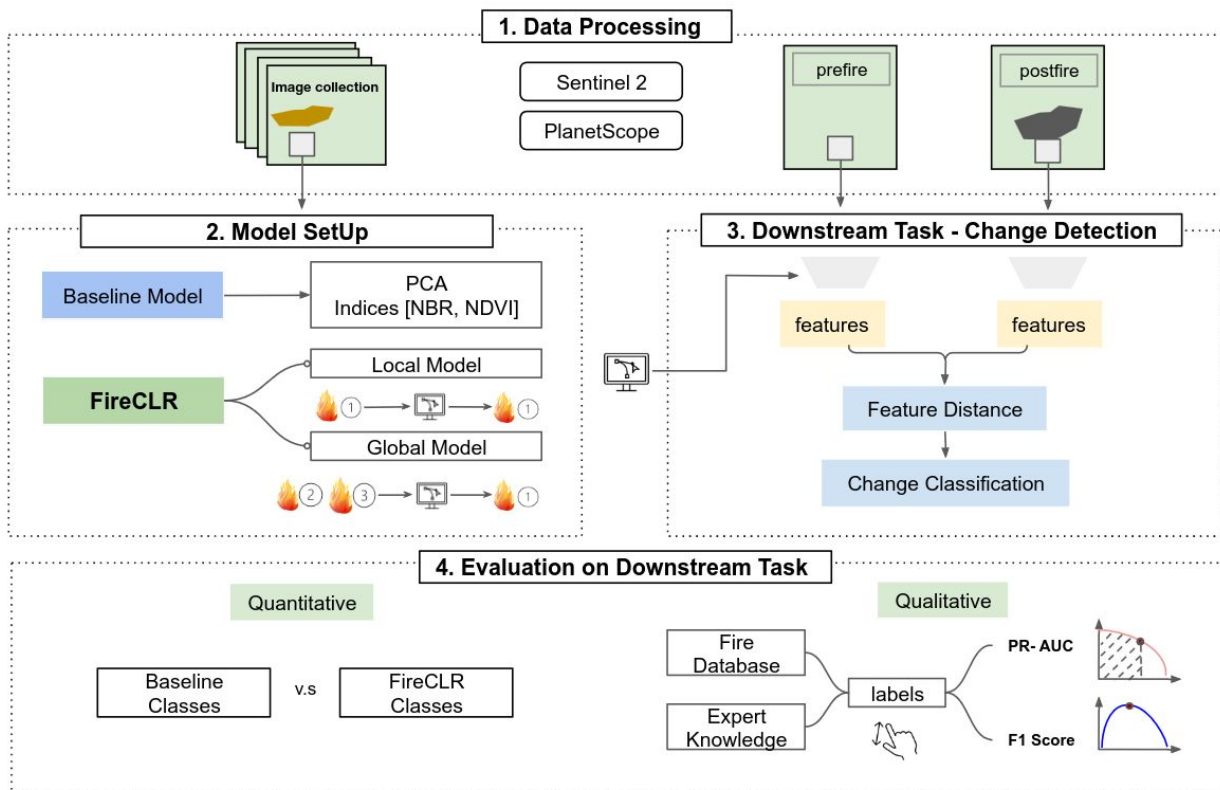 1. Data Processing
Image collection
Sentinel 2
PlanetScope
prefire
postfire
2. Model SetUp
Baseline Model
PCA
Indices [NBR, NDVI]
FireCLR
Local Model
1
1
Global Model
2
3
1
3. Downstream Task - Change Detection
features
features
Feature Distance
Change Classification
4. Evaluation on Downstream Task
Quantitative
Baseline
Classes
v.s
FireCLR
Classes
Qualitative
Fire
Database
Expert
Knowledge
labels
PR- AUC
F1 Score